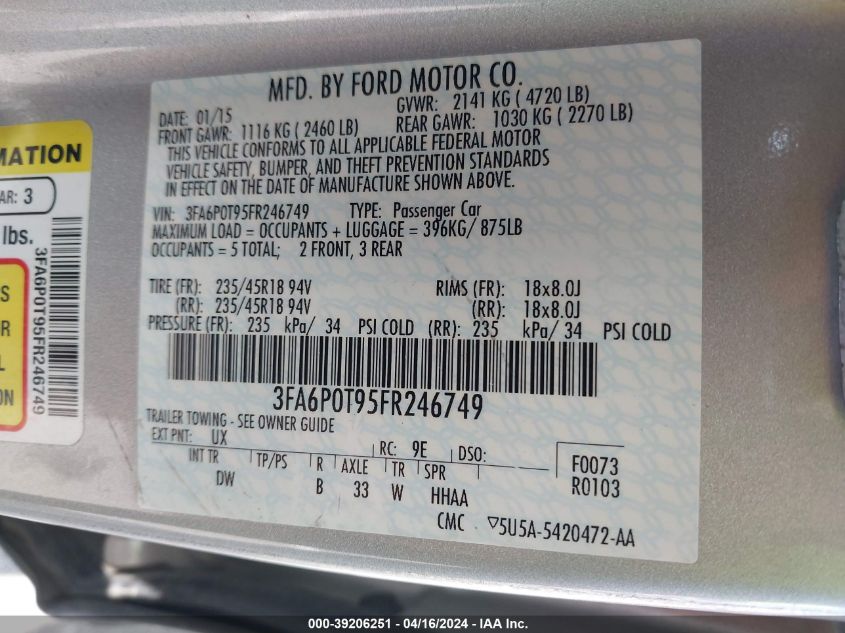 MFD. BY FORD MOTOR CO.
DATE: 01/15
GVWR: 2141 KG ( 4720 LB)
FRONT GAWR: 1116 KG ( 2460 LB)
REAR GAWR: 1030 KG ( 2270 LB)
THIS VEHICLE CONFORMS TO ALL APPLICABLE FEDERAL MOTOR
VEHICLE SAFETY, BUMPER, AND THEFT PREVENTION STANDARDS
IN EFFECT ON THE DATE OF MANUFACTURE SHOWN ABOVE.
VIN: 3FA6P0T95FR246749 TYPE: Passenger Car
MAXIMUM LOAD = OCCUPANTS + LUGGAGE = 396KG/ 875LB
OCCUPANTS = 5 TOTAL; 2 FRONT, 3 REAR
TIRE (FR): 235/45R18 94V RIMS (FR): 18x8.0J
(RR): 235/45R18 94V (RR): 18x8.0J
PRESSURE (FR): 235 kPa/ 34 PSI COLD (RR): 235 kPa/ 34 PSI COLD
3FA6P0T95FR246749
TRAILER TOWING - SEE OWNER GUIDE
EXT PNT: UX RC: 9E DSO: F0073
INT TR TP/PS R AXLE TR SPR R0103
DW B 33 W HHAA
CMC ▽5U5A-5420472-AA
MATION
AR: 3
lbs.
3FA6P0T95FR246749
S
R
L
ON
000-39206251 - 04/16/2024 - IAA Inc.